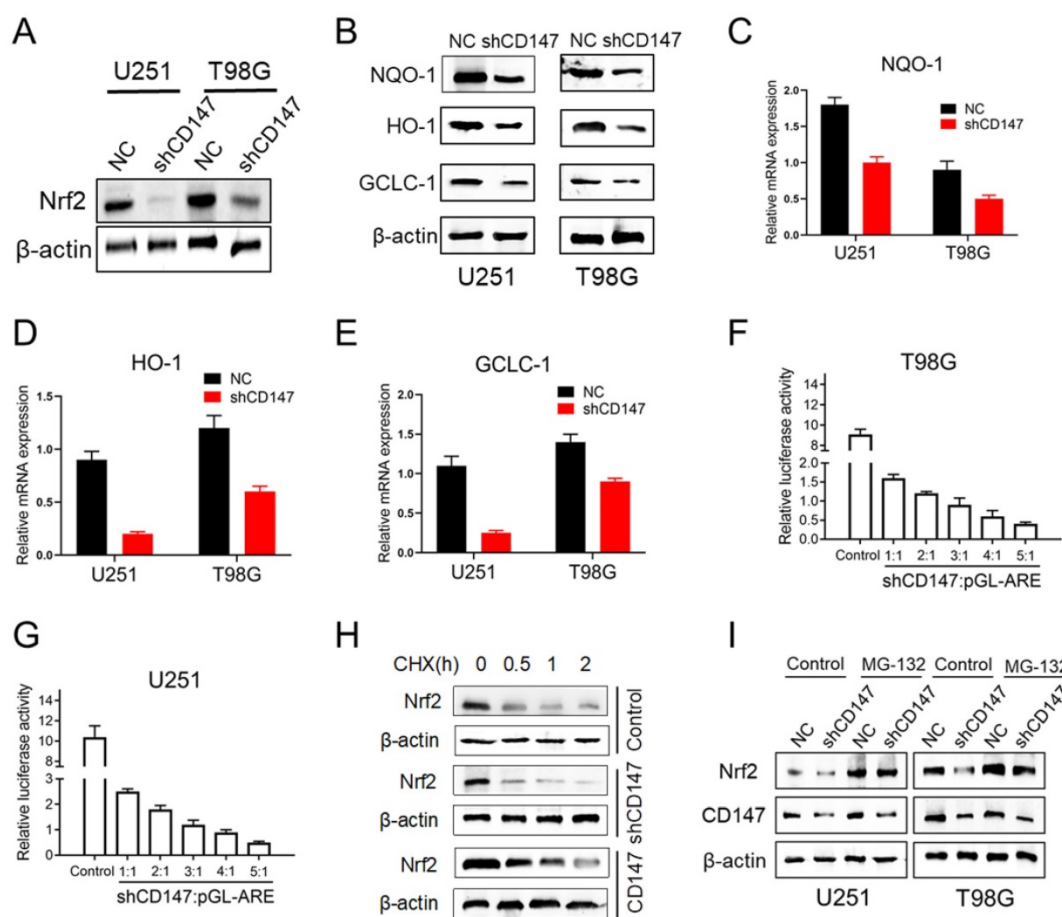 A
U251 T98G
NC shCD147 NC shCD147
Nrf2
β-actin
B
NC shCD147 NC shCD147
NQO-1
HO-1
GCLC-1
β-actin
U251 T98G
C
NQO-1
Relative mRNA expression
2.0
1.5
1.0
0.5
0.0
NC
shCD147
U251 T98G
D
HO-1
Relative mRNA expression
1.5
1.0
0.5
0.0
NC
shCD147
U251 T98G
E
GCLC-1
Relative mRNA expression
2.0
1.5
1.0
0.5
0.0
NC
shCD147
U251 T98G
F
T98G
Relative luciferase activity
14
12
10
8
2.0
1.5
1.0
0.5
0.0
Control 1:1 2:1 3:1 4:1 5:1
shCD147:pGL-ARE
G
U251
Relative luciferase activity
14
12
10
8
3
2
1
0
Control 1:1 2:1 3:1 4:1 5:1
shCD147:pGL-ARE
H
CHX(h) 0 0.5 1 2
Nrf2
β-actin
Control
Nrf2
β-actin
shCD147
Nrf2
β-actin
CD147
I
Control MG-132 Control MG-132
NC shCD147 NC shCD147 NC shCD147 NC shCD147
Nrf2
CD147
β-actin
U251 T98G